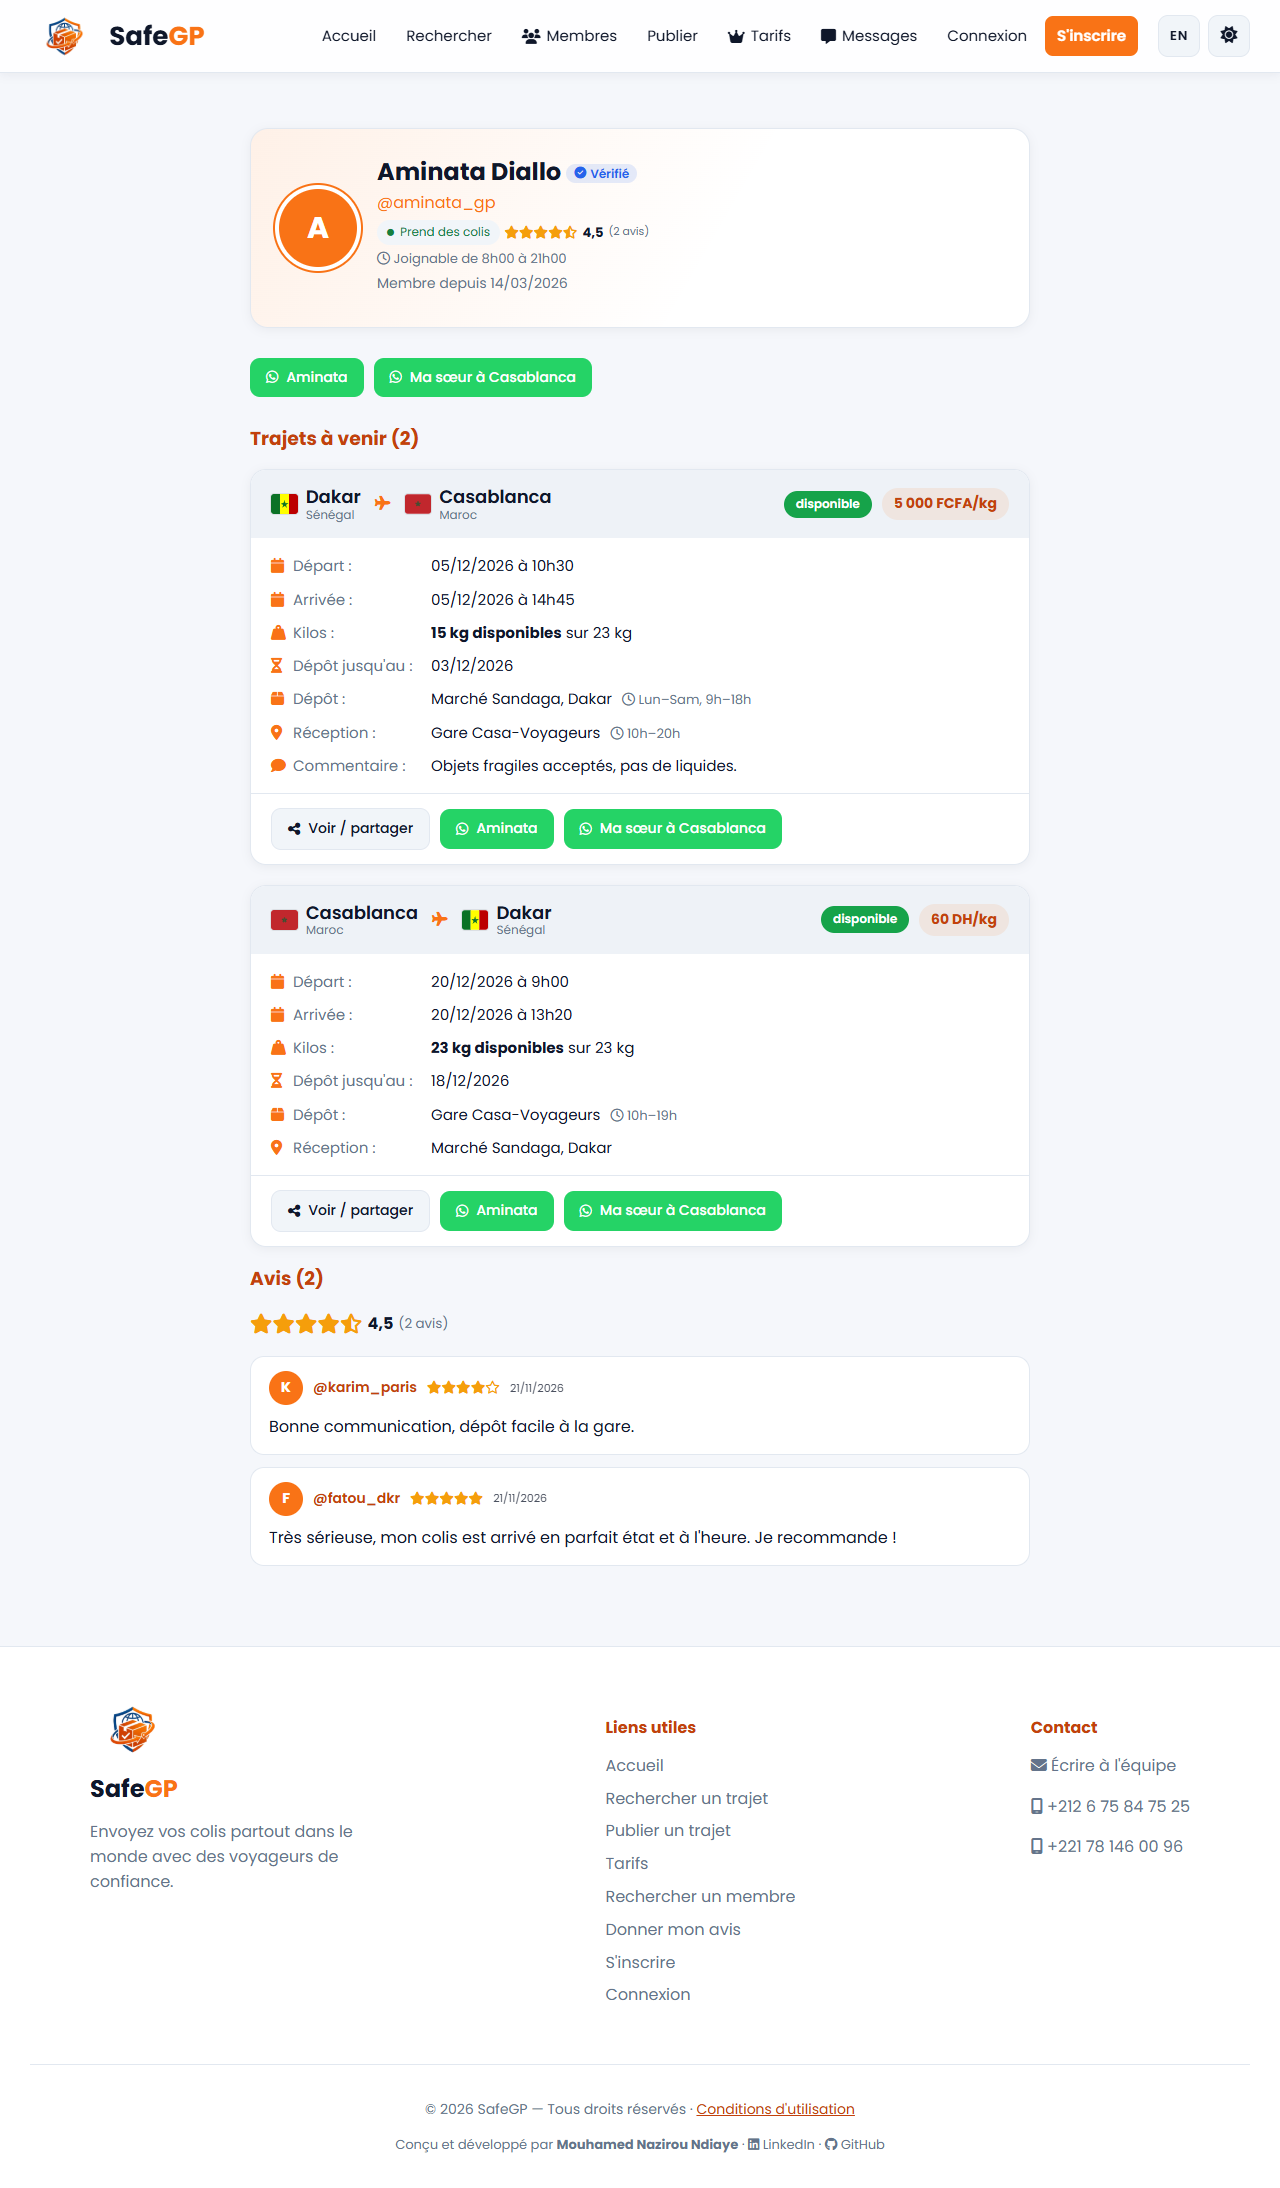 SafeGP
Accueil
Rechercher
Membres
Publier
Tarifs
Messages
Connexion
S'inscrire
EN
A
Aminata Diallo Vérifié
@aminata_gp
Prend des colis 4,5 (2 avis)
Joignable de 8h00 à 21h00
Membre depuis 14/03/2026
Aminata
Ma sœur à Casablanca
Trajets à venir (2)
Dakar
Sénégal
Casablanca
Maroc
disponible
5 000 FCFA/kg
Départ : 05/12/2026 à 10h30
Arrivée : 05/12/2026 à 14h45
Kilos : 15 kg disponibles sur 23 kg
Dépôt jusqu'au : 03/12/2026
Dépôt : Marché Sandaga, Dakar Lun–Sam, 9h–18h
Réception : Gare Casa-Voyageurs 10h–20h
Commentaire : Objets fragiles acceptés, pas de liquides.
Voir / partager
Aminata
Ma sœur à Casablanca
Casablanca
Maroc
Dakar
Sénégal
disponible
60 DH/kg
Départ : 20/12/2026 à 9h00
Arrivée : 20/12/2026 à 13h20
Kilos : 23 kg disponibles sur 23 kg
Dépôt jusqu'au : 18/12/2026
Dépôt : Gare Casa-Voyageurs 10h–19h
Réception : Marché Sandaga, Dakar
Voir / partager
Aminata
Ma sœur à Casablanca
Avis (2)
4,5 (2 avis)
K @karim_paris 21/11/2026
Bonne communication, dépôt facile à la gare.
F @fatou_dkr 21/11/2026
Très sérieuse, mon colis est arrivé en parfait état et à l'heure. Je recommande !
SafeGP
Envoyez vos colis partout dans le
monde avec des voyageurs de
confiance.
Liens utiles
Accueil
Rechercher un trajet
Publier un trajet
Tarifs
Rechercher un membre
Donner mon avis
S'inscrire
Connexion
Contact
Écrire à l'équipe
+212 6 75 84 75 25
+221 78 146 00 96
© 2026 SafeGP — Tous droits réservés · Conditions d'utilisation
Conçu et développé par Mouhamed Nazirou Ndiaye · LinkedIn · GitHub